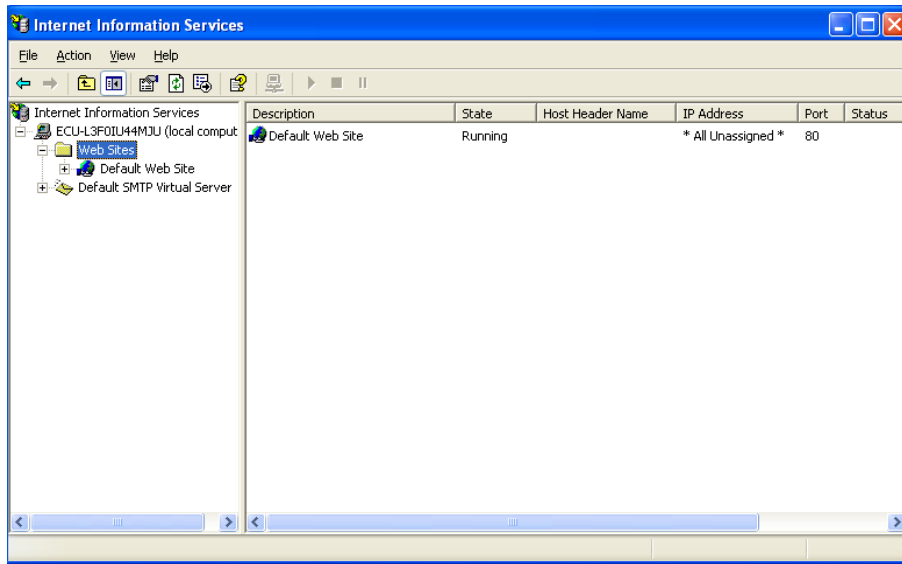 Internet Information Services
File Action View Help
Internet Information Services
ECU-L3F0IU44MJU (local comput
Web Sites
Default Web Site
Default SMTP Virtual Server
Description State Host Header Name IP Address Port Status
Default Web Site Running * All Unassigned * 80